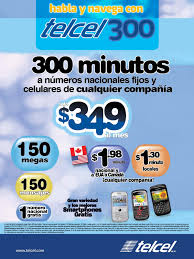 habla y navega con
telcel 300
300 minutos
a números nacionales fijos y
celulares de cualquier compañía
$349
al mes
150
megas
150
mensajes
1 número
nacional
gratis
$1.98
minuto
nacional y
a EUA o Canadá
$1.30
minuto
locales
¡cualquier compañía!
Gran variedad
y los mejores
Smartphones
Gratis
www.telcel.com
telcel